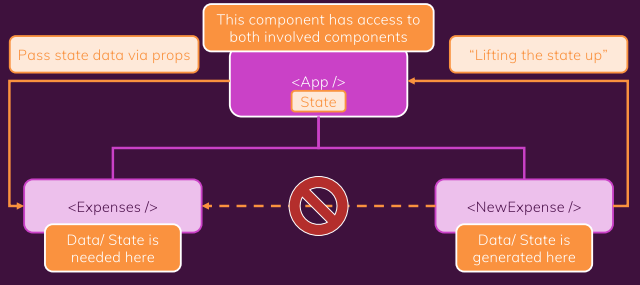 This component has access to
both involved components
Pass state data via props
“Lifting the state up”
<App />
State
<Expenses />
<NewExpense />
Data/ State is
needed here
Data/ State is
generated here